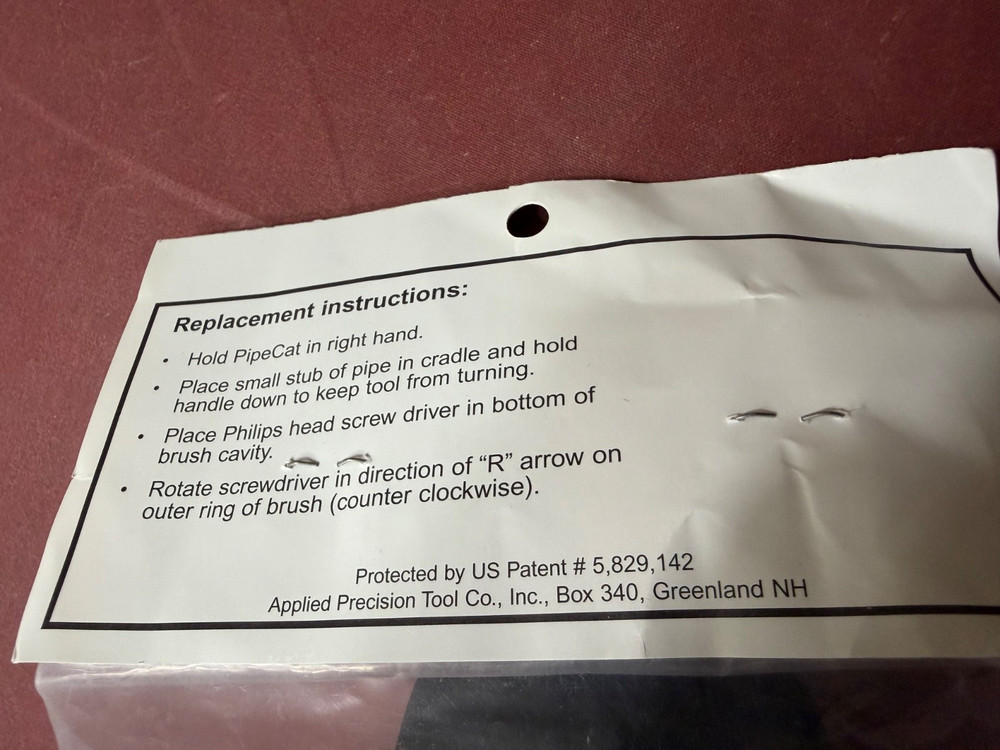 Replacement instructions:
• Hold PipeCat in right hand.
• Place small stub of pipe in cradle and hold
handle down to keep tool from turning.
• Place Philips head screw driver in bottom of
brush cavity.
• Rotate screwdriver in direction of “R” arrow on
outer ring of brush (counter clockwise).
Protected by US Patent # 5,829,142
Applied Precision Tool Co., Inc., Box 340, Greenland NH